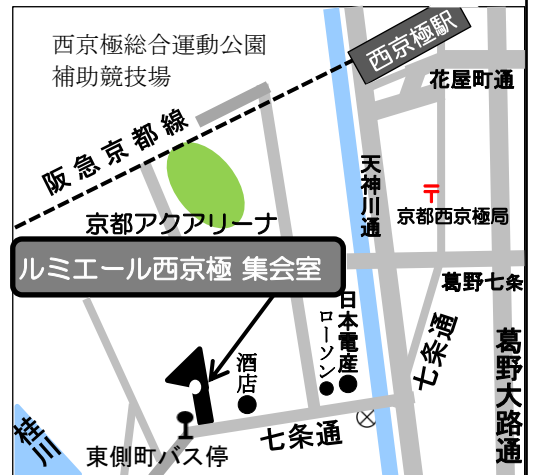 西京極総合運動公園
補助競技場
西京極駅
花屋町通
阪急京都線
天神川通
〒
京都西京極局
京都アクアリーナ
ルミエール西京極 集会室
葛野七条
日本電産
ローソン
七条通
葛野大路通
酒店
七条通
桂川
東側町バス停